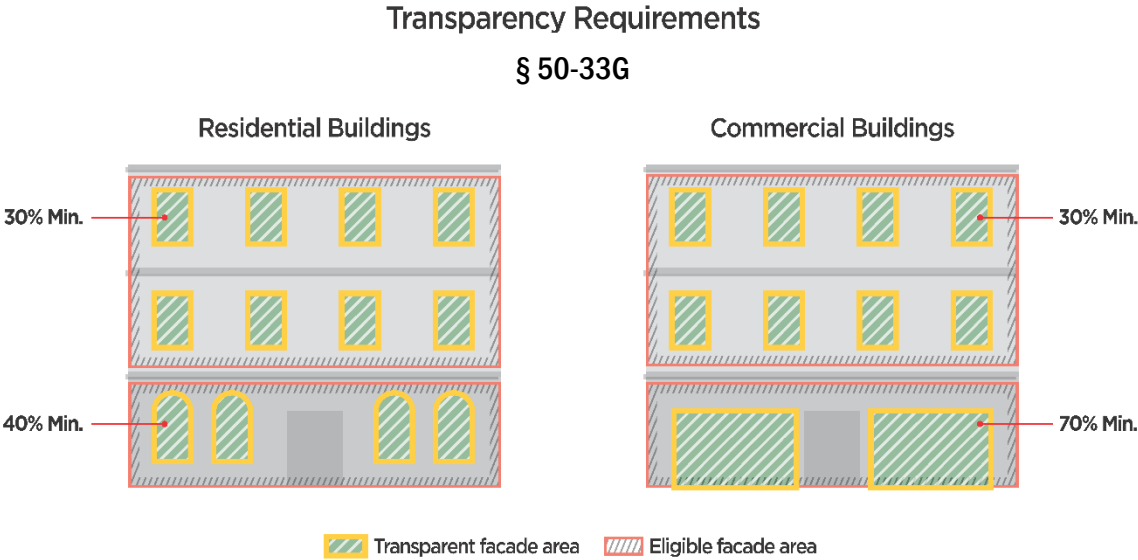 Transparency Requirements
§ 50-33G
Residential Buildings
Commercial Buildings
30% Min.
30% Min.
40% Min.
70% Min.
Transparent facade area
Eligible facade area